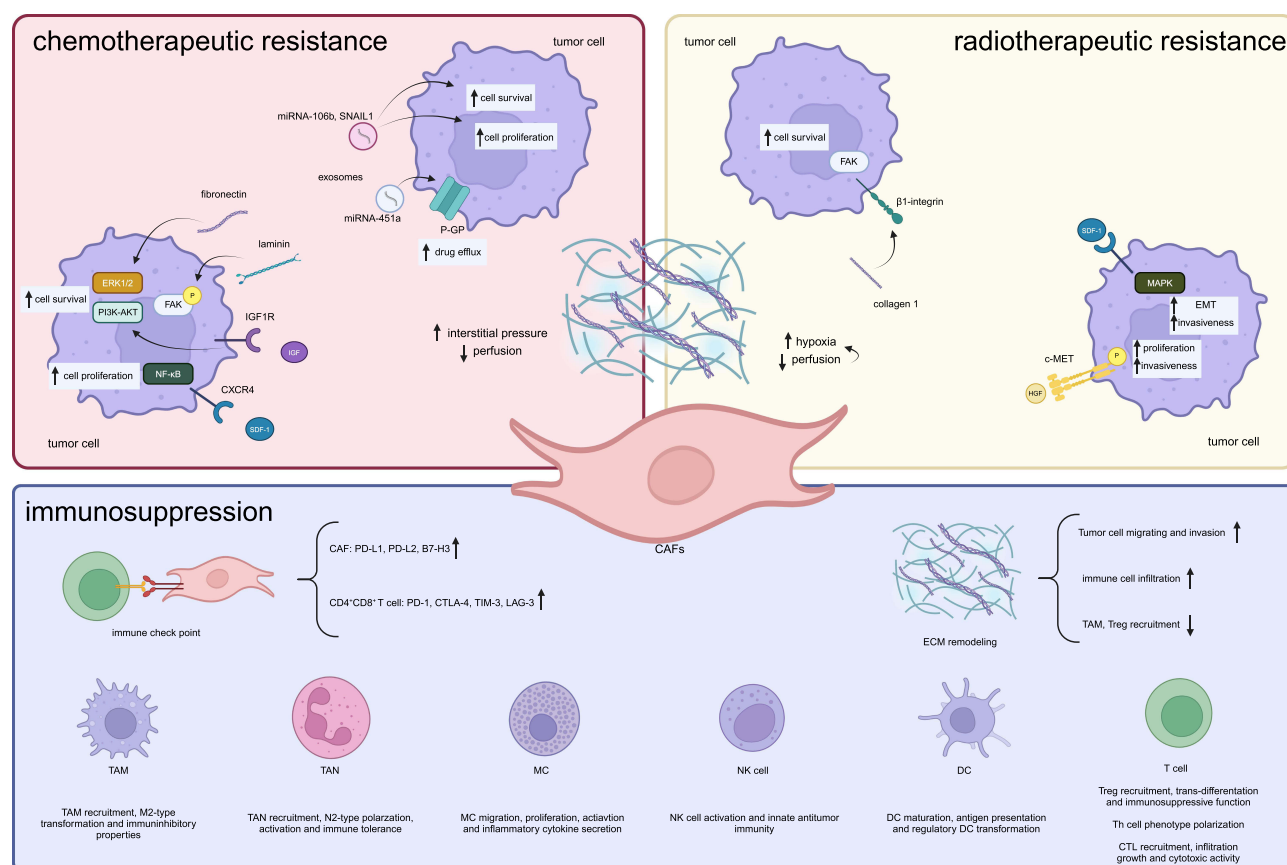 chemotherapeutic resistance
tumor cell
cell survival
miRNA-106b, SNAIL1
cell proliferation
exosomes
miRNA-451a
P-GP
drug efflux
fibronectin
laminin
ERK1/2
P
cell survival
FAK
PI3K-AKT
IGF1R
IGF
cell proliferation
NF-κB
CXCR4
SDF-1
tumor cell
interstitial pressure
perfusion
radiotherapeutic resistance
tumor cell
cell survival
FAK
β1-integrin
collagen 1
hypoxia
perfusion
SDF-1
MAPK
EMT
invasiveness
proliferation
invasiveness
P
c-MET
HGF
tumor cell
CAFs
immunosuppression
immune check point
CAF: PD-L1, PD-L2, B7-H3
CD4⁺CD8⁺ T cell: PD-1, CTLA-4, TIM-3, LAG-3
ECM remodeling
Tumor cell migrating and invasion
immune cell infiltration
TAM, Treg recruitment
TAM
TAM recruitment, M2-type
transformation and immuninhibitory
properties
TAN
TAN recruitment, N2-type polarzation,
activation and immune tolerance
MC
MC migration, proliferation, actiavtion
and inflammatory cytokine secretion
NK cell
NK cell activation and innate antitumor
immunity
DC
DC maturation, antigen presentation
and regulatory DC transformation
T cell
Treg recruitment, trans-differentation
and immunosuppressive function
Th cell phenotype polarization
CTL recruitment, infiltration
growth and cytotoxic activity